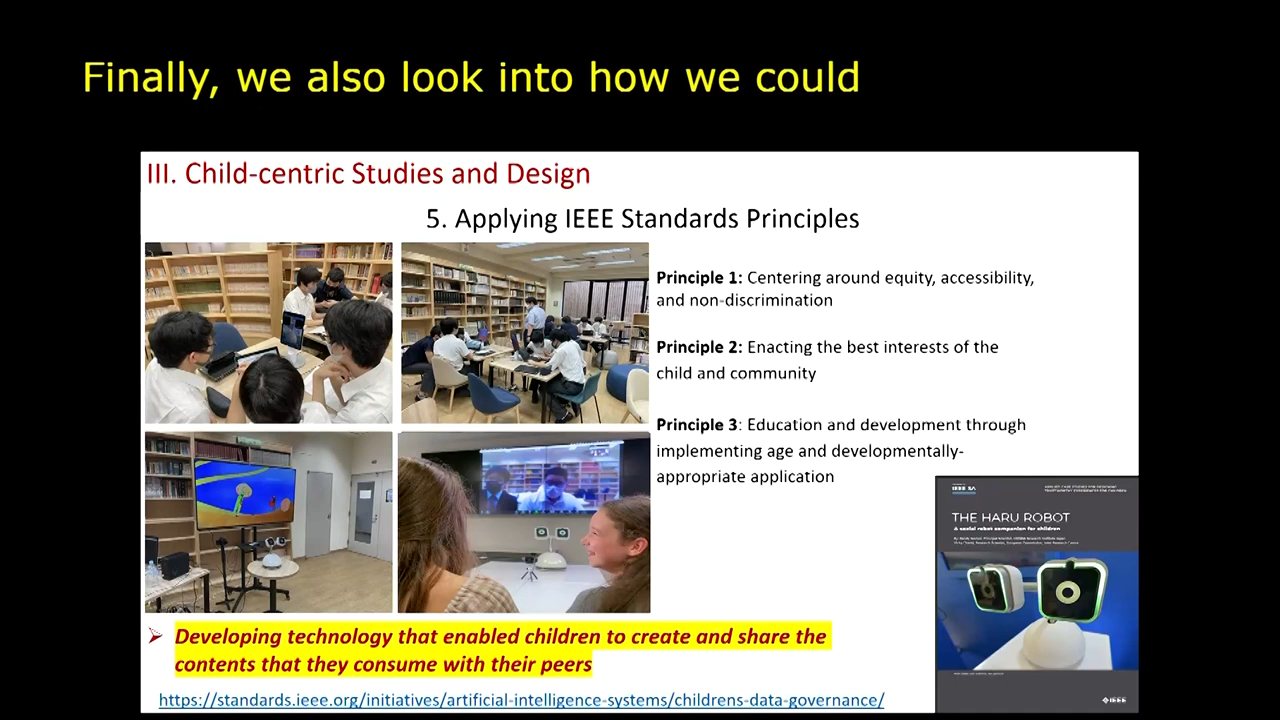 Finally, we also look into how we could
III. Child-centric Studies and Design
5. Applying IEEE Standards Principles
Principle 1: Centering around equity, accessibility,
and non-discrimination
Principle 2: Enacting the best interests of the
child and community
Principle 3: Education and development through
implementing age and developmentally-
appropriate application
IEEE SA
THE HARU ROBOT
A social robot companion for children
IEEE
Developing technology that enabled children to create and share the
contents that they consume with their peers
https://standards.ieee.org/initiatives/artificial-intelligence-systems/childrens-data-governance/